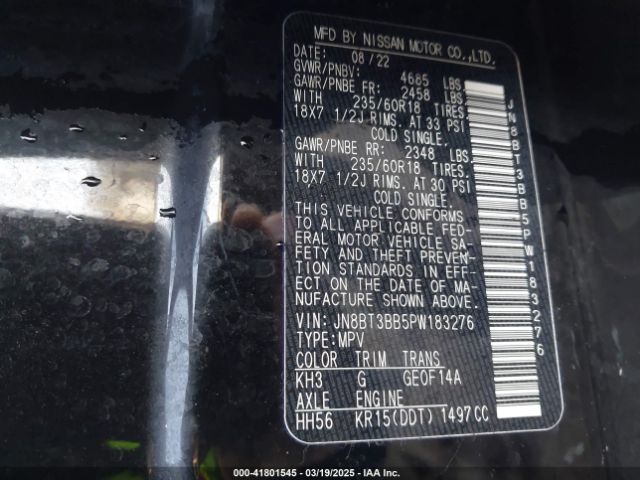 MFD BY NISSAN MOTOR CO.,LTD.
DATE: 08/22
GVWR/PNBV: 4685 LBS
GAWR/PNBE FR: 2458 LBS
WITH 235/60R18 TIRES.
18X7 1/2J RIMS. AT 33 PSI
COLD SINGLE.
GAWR/PNBE RR: 2348 LBS.
WITH 235/60R18 TIRES.
18X7 1/2J RIMS. AT 30 PSI
COLD SINGLE.
THIS VEHICLE CONFORMS
TO ALL APPLICABLE FED-
ERAL MOTOR VEHICLE SA-
FETY AND THEFT PREVEN-
TION STANDARDS IN EFF-
ECT ON THE DATE OF MA-
NUFACTURE SHOWN ABOVE.
VIN: JN8BT3BB5PW183276
TYPE: MPV
COLOR TRIM TRANS
KH3 G GEOF14A
AXLE ENGINE
HH56 KR15(DDT) 1497CC
JN8BT3BB5PW183276
000-41801545 - 03/19/2025 - IAA Inc.